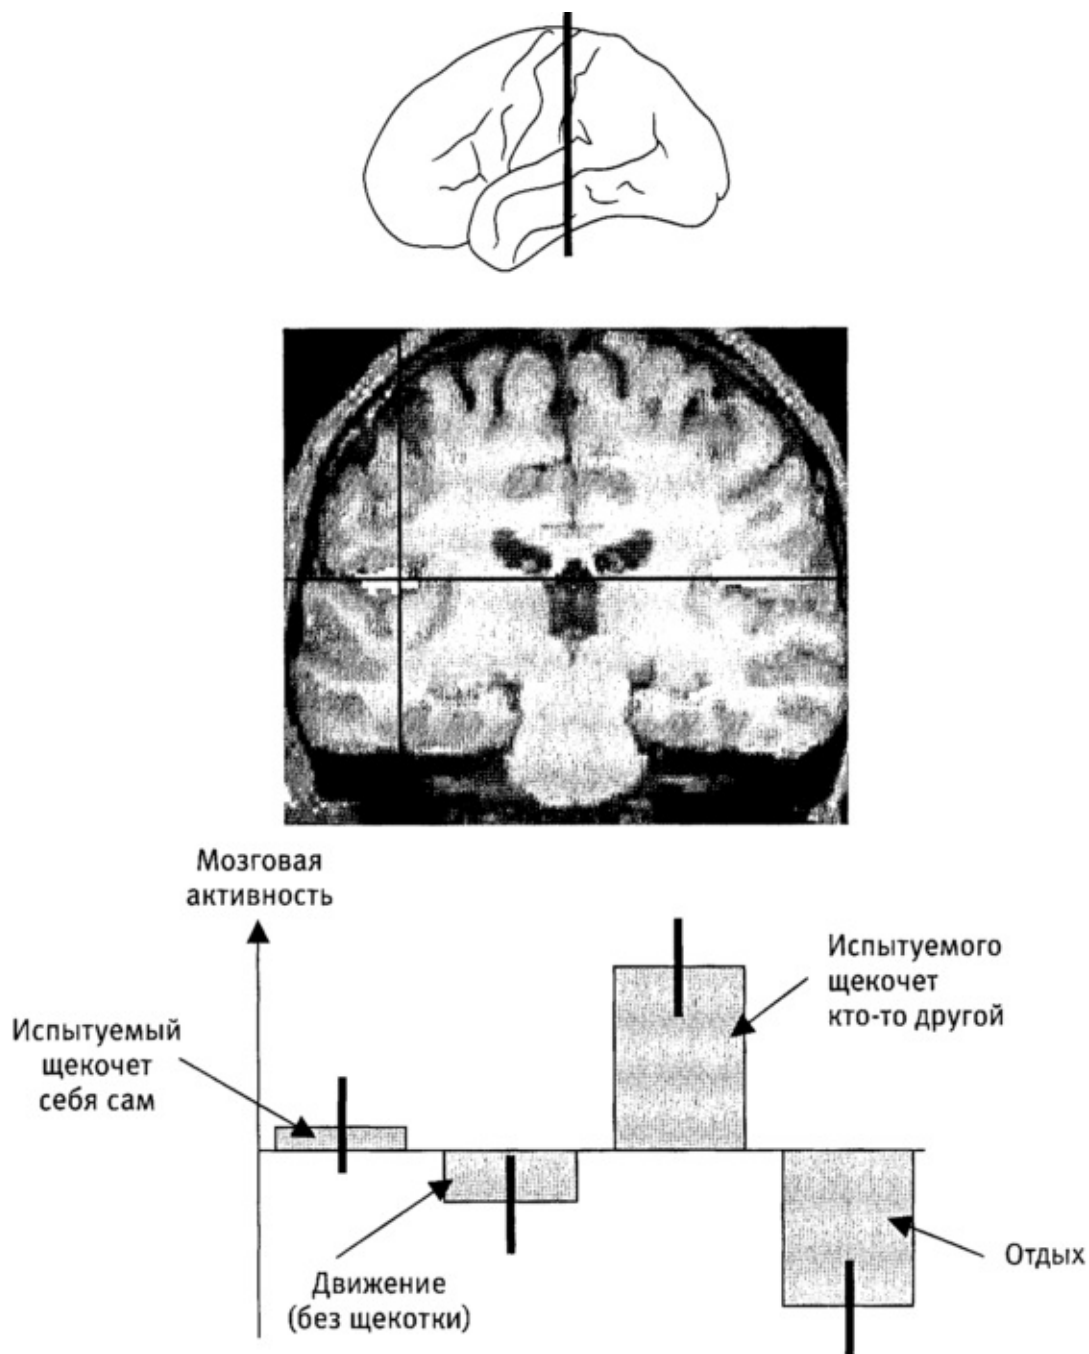 Мозговая
активность
Испытуемого
щекочет
кто-то другой
Испытуемый
щекочет
себя сам
Движение
(без щекотки)
Отдых